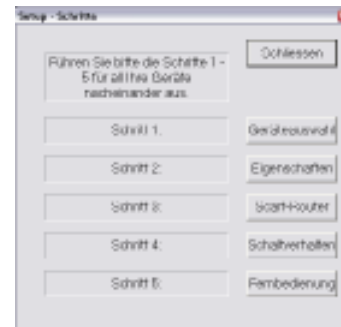 Setup - Schritte
Führen Sie bitte die Schritte 1 -
5 für all Ihre Geräte
nacheinander aus.
Schliessen
Schritt 1:
Geräteauswahl
Schritt 2:
Eigenschaften
Schritt 3:
Scart-Router
Schritt 4:
Schaltverhalten
Schritt 5:
Fernbedienung